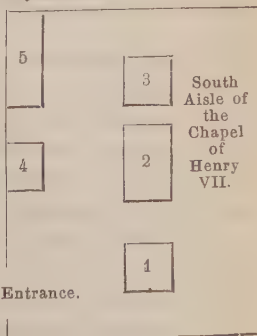 5
3
South
Aisle of
the
Chapel
of
Henry
VII.
4
2
1
Entrance.